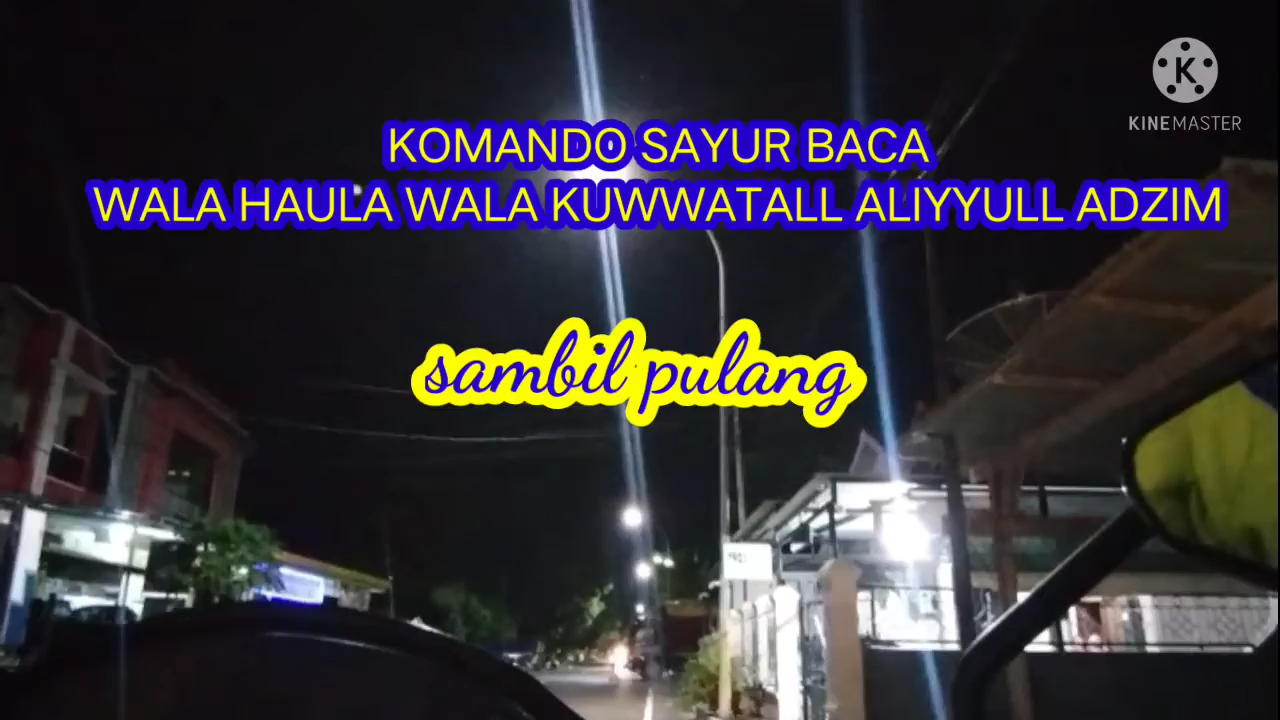 KINEMASTER
KOMANDO SAYUR BACA
WALA HAULA WALA KUWWATALL ALIYYULL ADZIM
sambil pulang